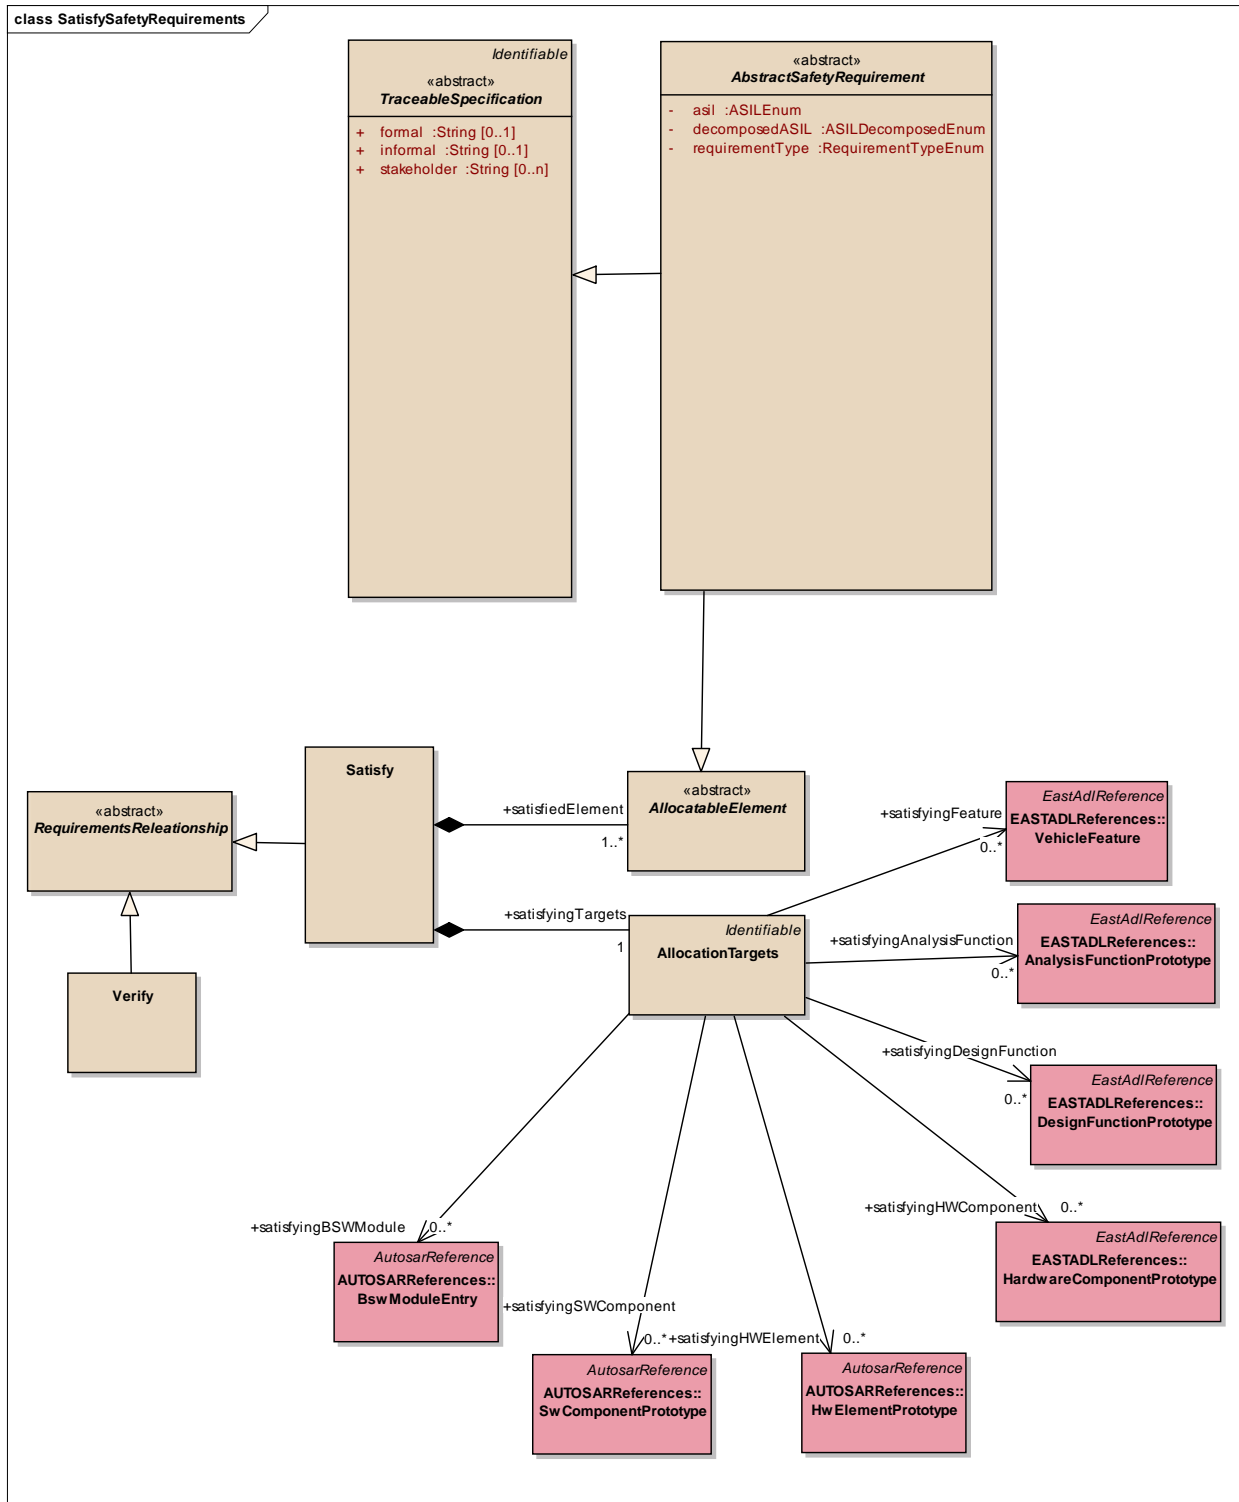 class SatisfySafetyRequirements
Identifiable
«abstract»
TraceableSpecification
+ formal :String [0..1]
+ informal :String [0..1]
+ stakeholder :String [0..n]
«abstract»
AbstractSafetyRequirement
- asil :ASILEnum
- decomposedASIL :ASILDecomposedEnum
- requirementType :RequirementTypeEnum
Satisfy
«abstract»
RequirementsReleationship
Verify
+satisfiedElement
1..*
«abstract»
AllocatableElement
+satisfyingTargets
1
Identifiable
AllocationTargets
+satisfyingFeature
0..*
EastAdlReference
EASTADLReferences::
VehicleFeature
+satisfyingAnalysisFunction
0..*
EastAdlReference
EASTADLReferences::
AnalysisFunctionPrototype
+satisfyingDesignFunction
0..*
EastAdlReference
EASTADLReferences::
DesignFunctionPrototype
+satisfyingHWComponent
0..*
EastAdlReference
EASTADLReferences::
HardwareComponentPrototype
+satisfyingBSWModule
0..*
AutosarReference
AUTOSARReferences::
BswModuleEntry
+satisfyingSWComponent
0..*
AutosarReference
AUTOSARReferences::
SwComponentPrototype
+satisfyingHWElement
0..*
AutosarReference
AUTOSARReferences::
HwElementPrototype